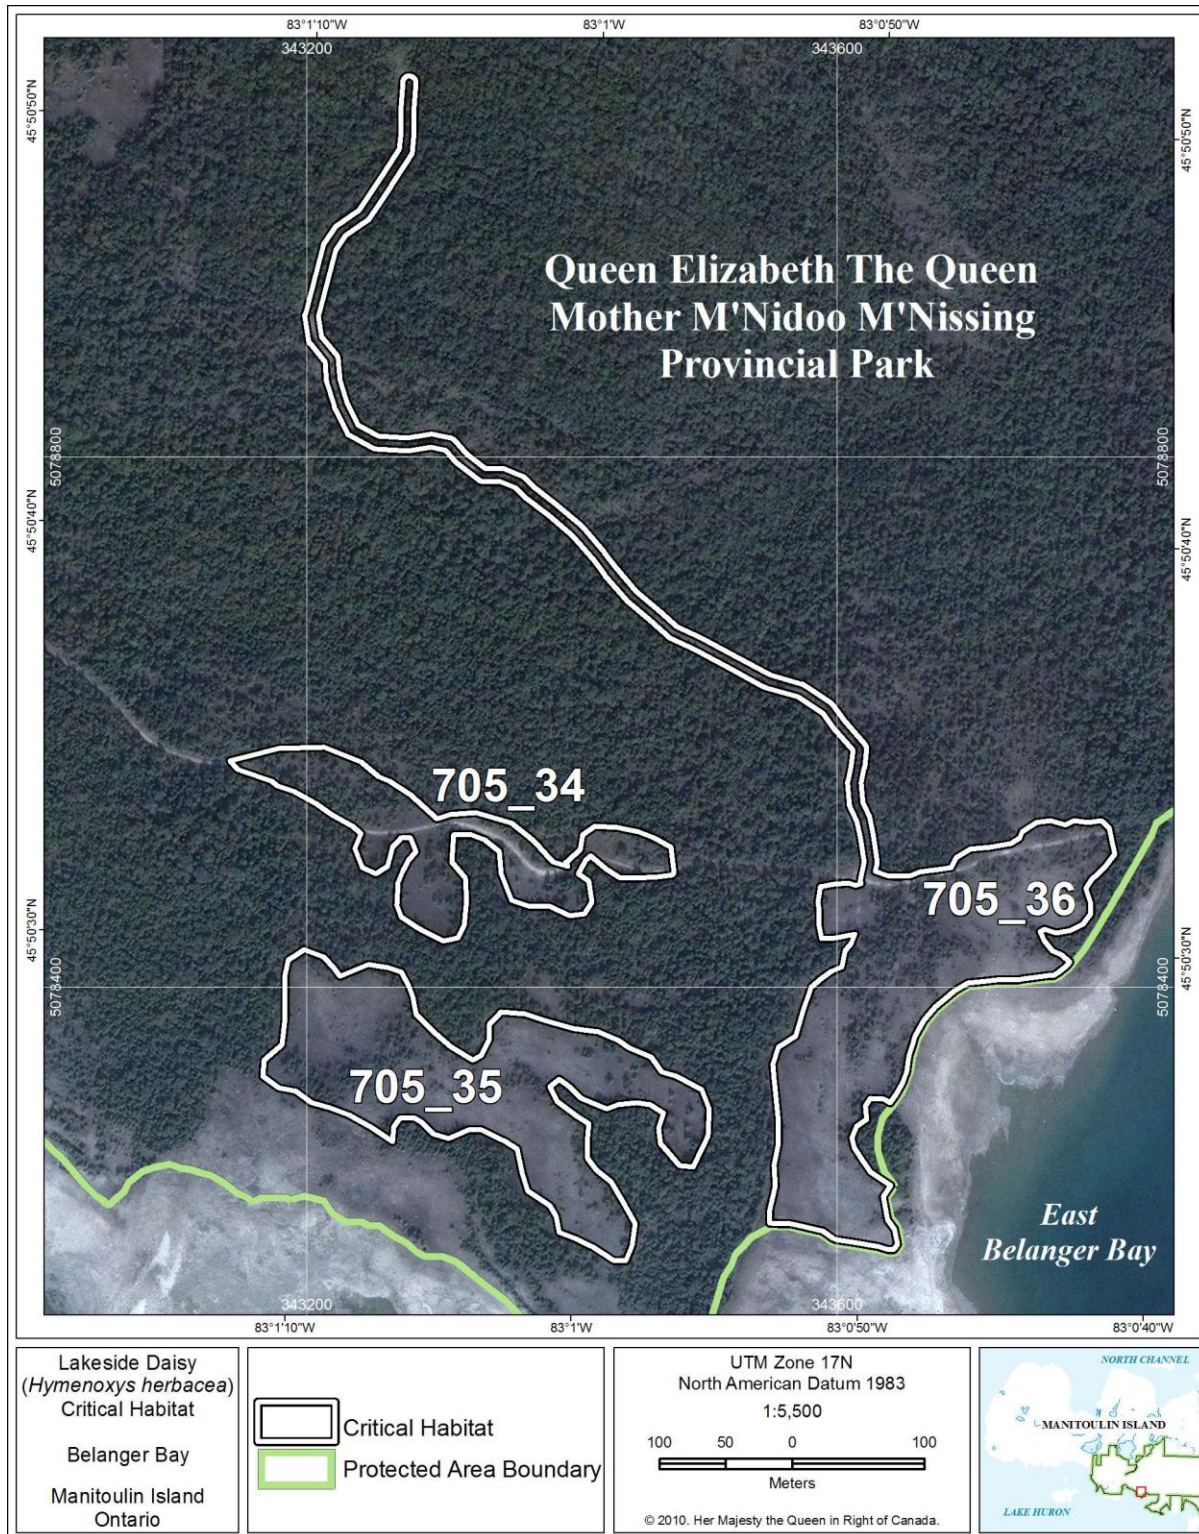 83°1'10"W
83°1'W
83°0'50"W
343200
343600
45°50'50"N
45°50'50"N
Queen Elizabeth The Queen
Mother M'Nidoo M'Nissing
Provincial Park
5078800
5078800
45°50'40"N
45°50'40"N
705_34
705_36
45°50'30"N
45°50'30"N
5078400
5078400
705_35
East
Belanger Bay
343200
343600
83°1'10"W
83°1'W
83°0'50"W
83°0'40"W
Lakeside Daisy
(Hymenoxys herbacea)
Critical Habitat
Belanger Bay
Manitoulin Island
Ontario
Critical Habitat
Protected Area Boundary
UTM Zone 17N
North American Datum 1983
1:5,500
100 50 0 100
Meters
© 2010. Her Majesty the Queen in Right of Canada.
NORTH CHANNEL
MANITOULIN ISLAND
LAKE HURON